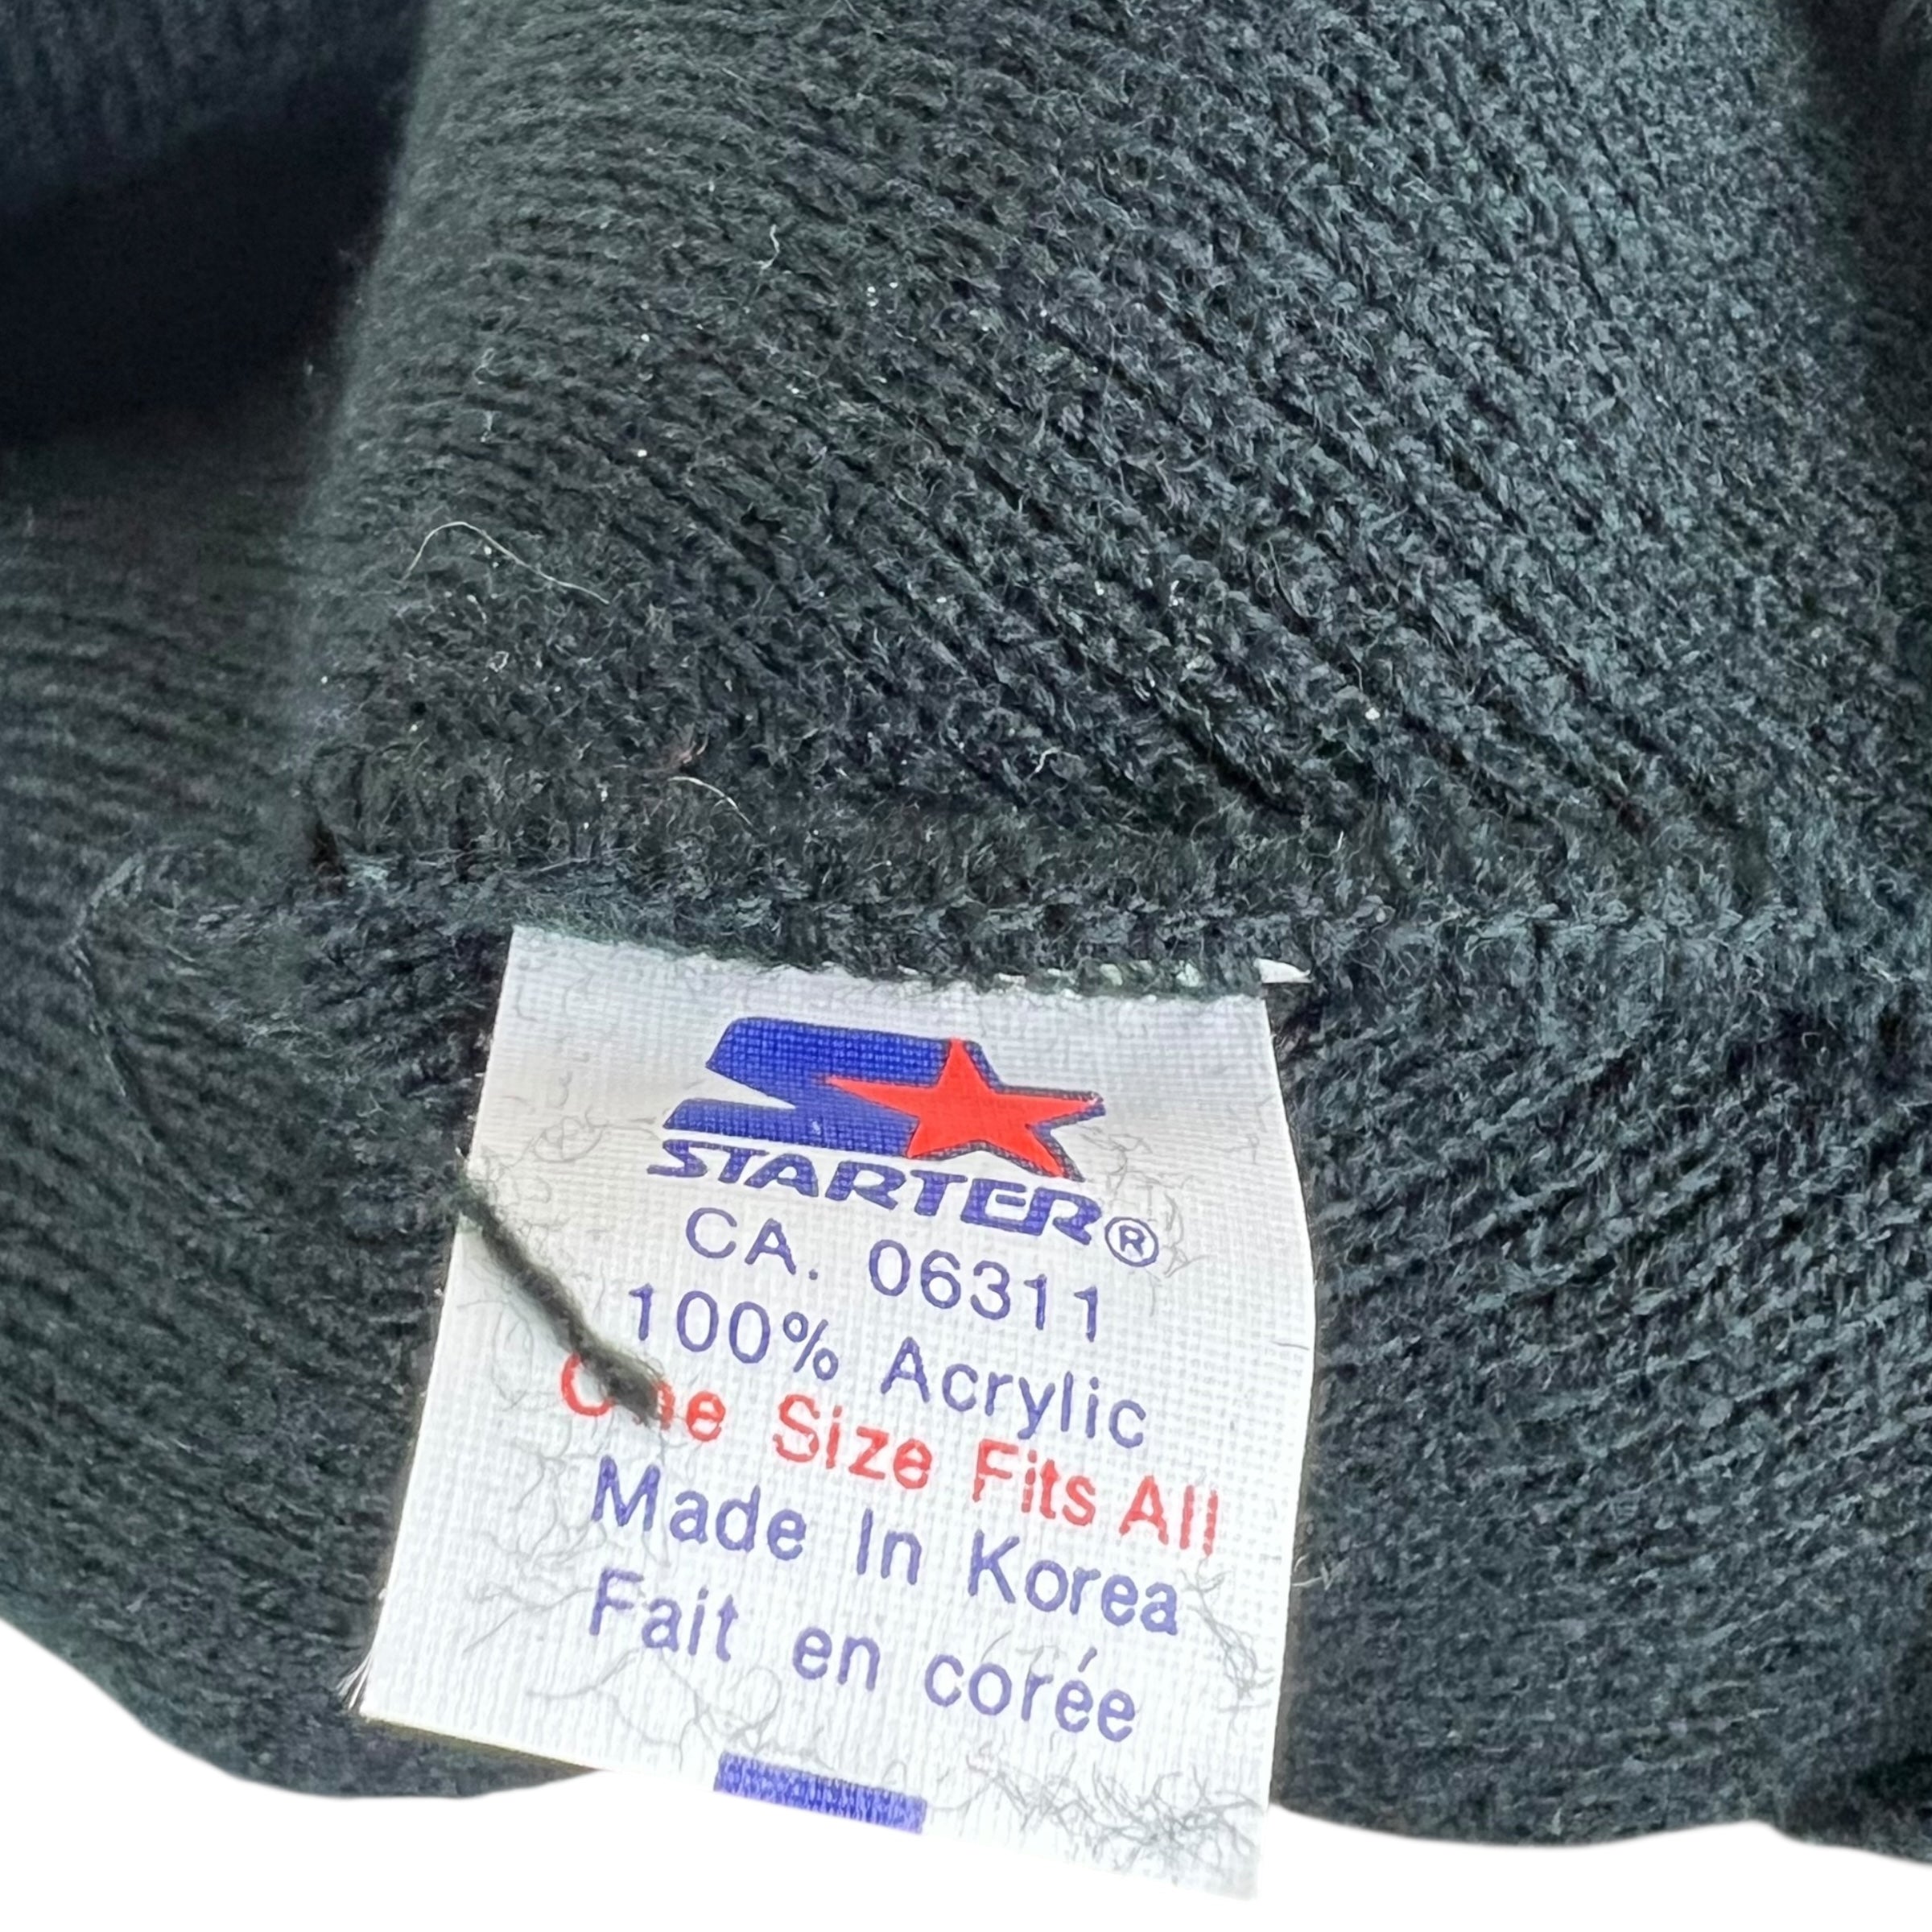 STARTER®
CA. 06311
100% Acrylic
One Size Fits All
Made In Korea
Fait en corée